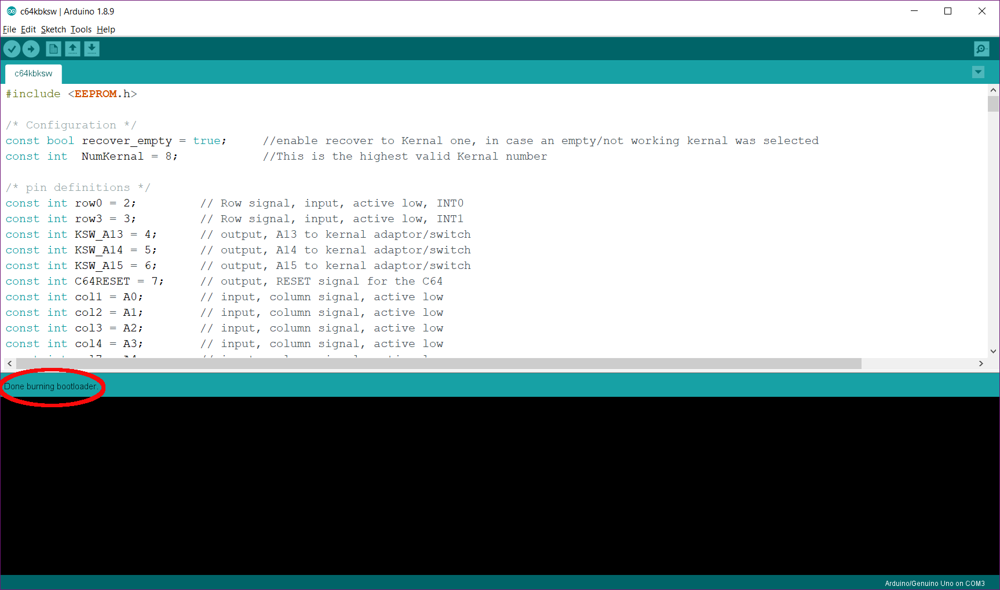 c64kbksw | Arduino 1.8.9
File Edit Sketch Tools Help
c64kbksw
#include <EEPROM.h>
/* Configuration */
const bool recover_empty = true; //enable recover to Kernal one, in case an empty/not working kernal was selected
const int NumKernal = 8; //This is the highest valid Kernal number
/* pin definitions */
const int row0 = 2; // Row signal, input, active low, INT0
const int row3 = 3; // Row signal, input, active low, INT1
const int KSW_A13 = 4; // output, A13 to kernal adaptor/switch
const int KSW_A14 = 5; // output, A14 to kernal adaptor/switch
const int KSW_A15 = 6; // output, A15 to kernal adaptor/switch
const int C64RESET = 7; // output, RESET signal for the C64
const int col1 = A0; // input, column signal, active low
const int col2 = A1; // input, column signal, active low
const int col3 = A2; // input, column signal, active low
const int col4 = A3; // input, column signal, active low
Done burning bootloader.
Arduino/Genuino Uno on COM3